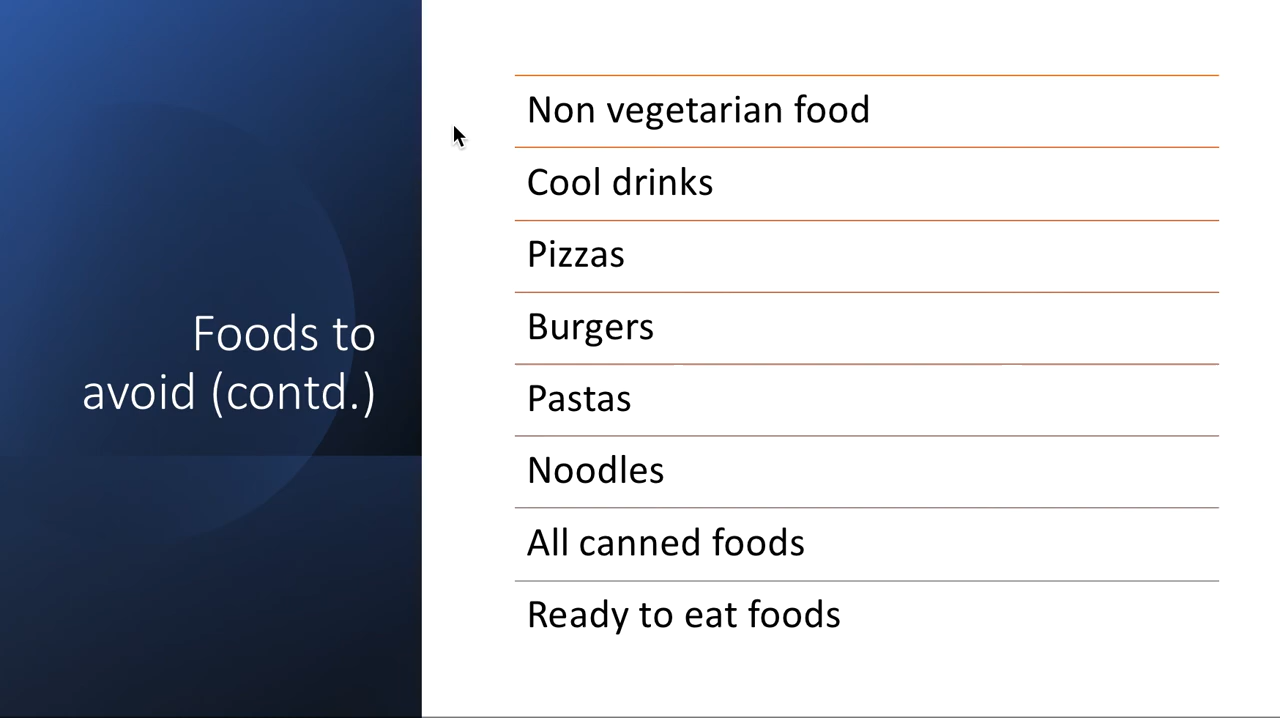 Foods to
avoid (contd.)
Non vegetarian food
Cool drinks
Pizzas
Burgers
Pastas
Noodles
All canned foods
Ready to eat foods